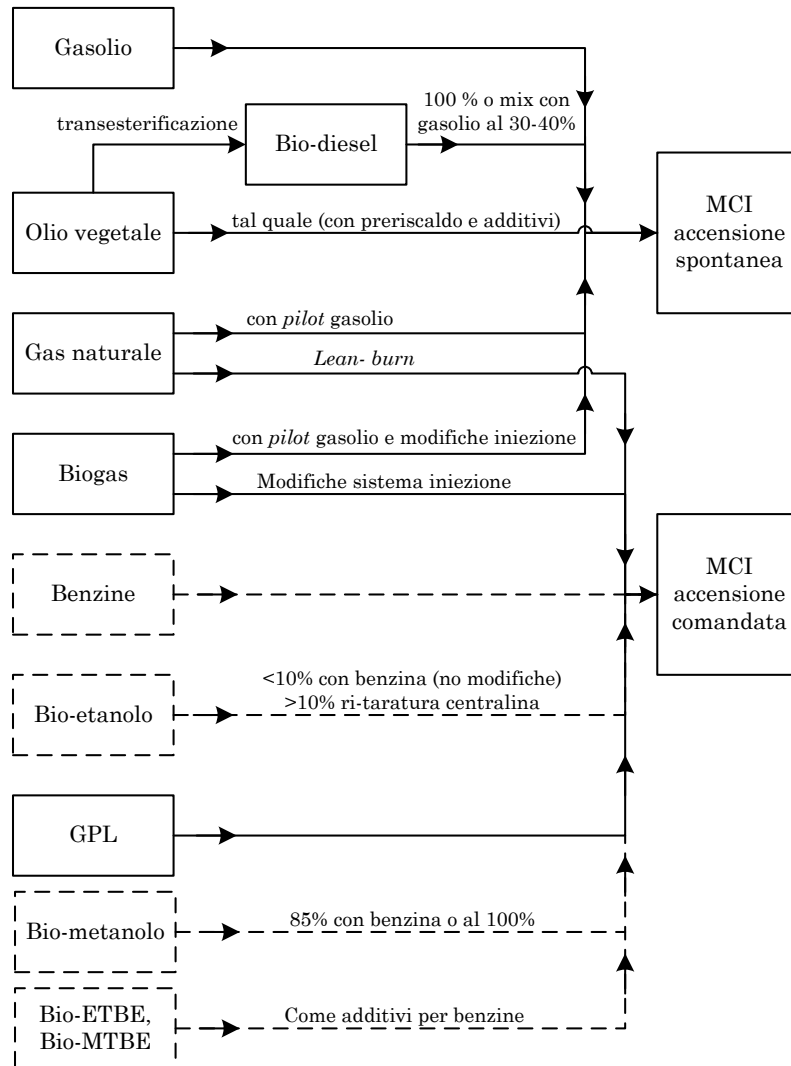 Gasolio
100 % o mix con
gasolio al 30-40%
transesterificazione
Bio-diesel
MCI
accensione
spontanea
Olio vegetale
tal quale (con preriscaldo e additivi)
con pilot gasolio
Gas naturale
Lean- burn
con pilot gasolio e modifiche iniezione
Biogas
Modifiche sistema iniezione
MCI
accensione
comandata
Benzine
<10% con benzina (no modifiche)
>10% ri-taratura centralina
Bio-etanolo
GPL
Bio-metanolo
85% con benzina o al 100%
Bio-ETBE,
Bio-MTBE
Come additivi per benzine